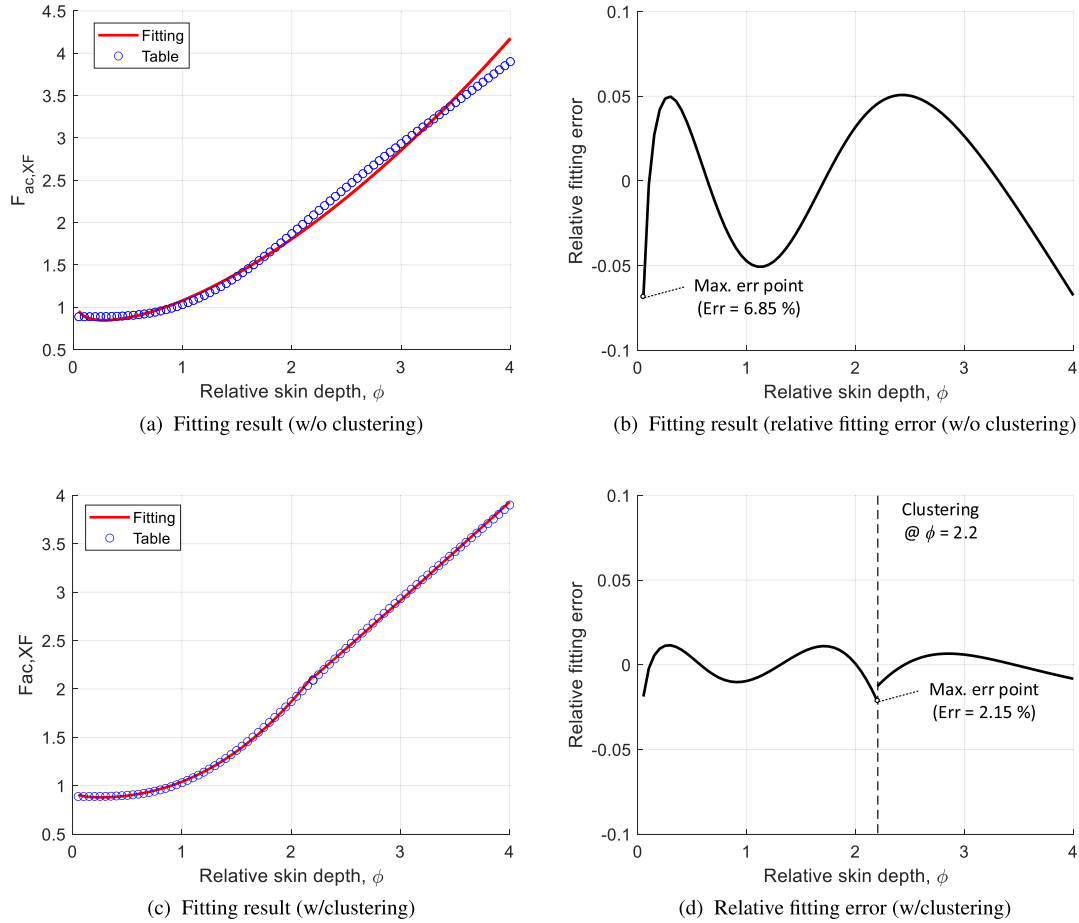 4.5
4
3.5
3
2.5
2
1.5
1
0.5
F_ac,XF
Fitting
Table
0 1 2 3 4
Relative skin depth, ϕ
(a) Fitting result (w/o clustering)
0.1
0.05
0
-0.05
-0.1
Relative fitting error
Max. err point
(Err = 6.85 %)
0 1 2 3 4
Relative skin depth, ϕ
(b) Fitting result (relative fitting error (w/o clustering)
4
3.5
3
2.5
2
1.5
1
0.5
Fac,XF
Fitting
Table
0 1 2 3 4
Relative skin depth, ϕ
(c) Fitting result (w/clustering)
0.1
0.05
0
-0.05
-0.1
Relative fitting error
Clustering
@ ϕ = 2.2
Max. err point
(Err = 2.15 %)
0 1 2 3 4
Relative skin depth, ϕ
(d) Relative fitting error (w/clustering)